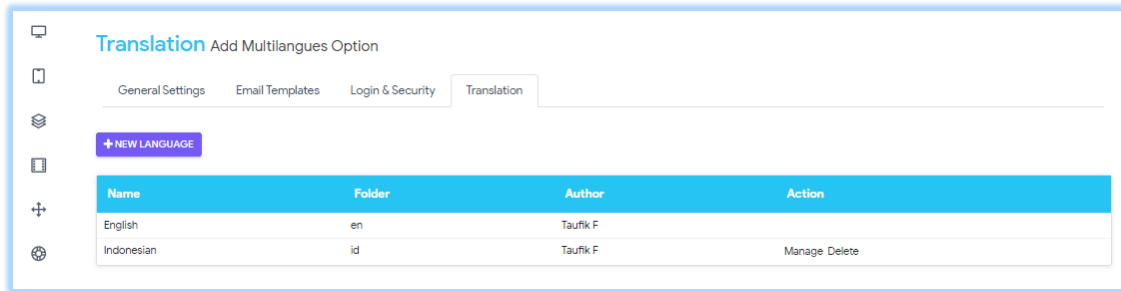 Translation Add Multilangues Option
General Settings Email Templates Login & Security Translation
+ NEW LANGUAGE
Name Folder Author Action
English en Taufik F
Indonesian id Taufik F Manage Delete